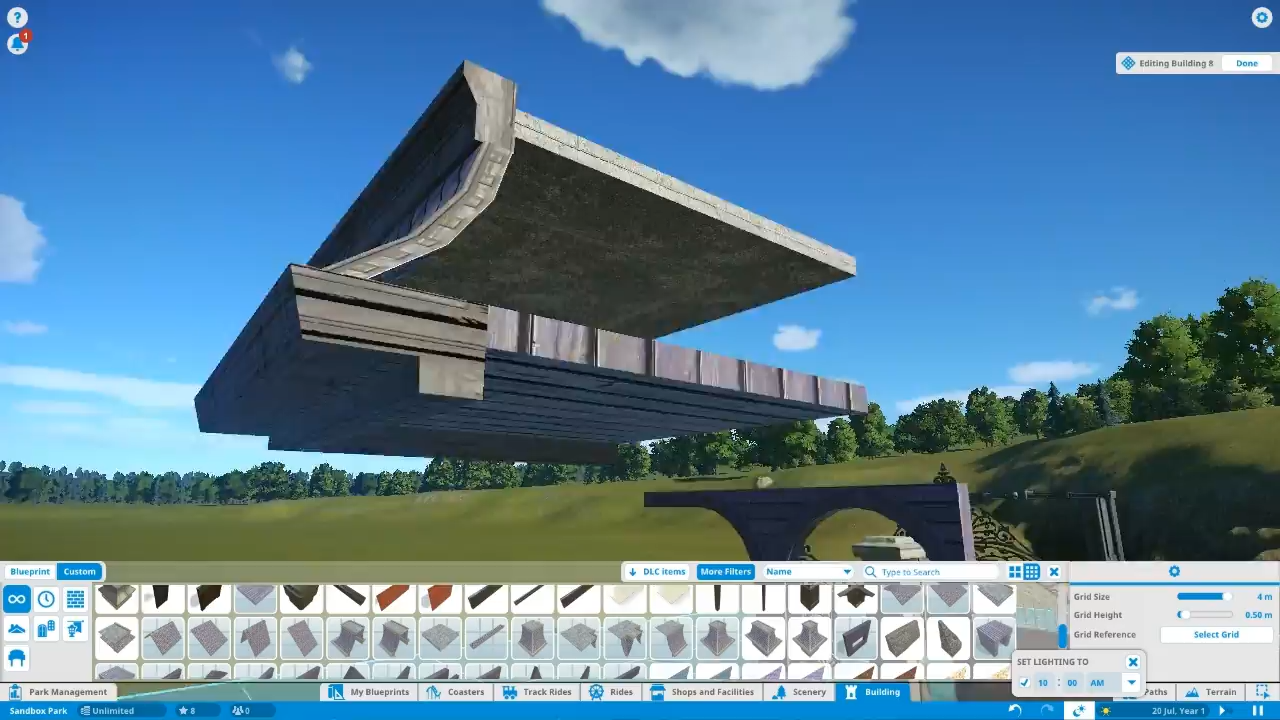 ?
1
Editing Building 8 Done
Blueprint Custom DLC items More Filters Name Type to Search
Grid Size 4 m
Grid Height 0.50 m
Grid Reference Select Grid
SET LIGHTING TO
10 : 00 AM
Park Management My Blueprints Coasters Track Rides Rides Shops and Facilities Scenery Building Paths Terrain
Sandbox Park Unlimited 8 0 20 Jul, Year 1